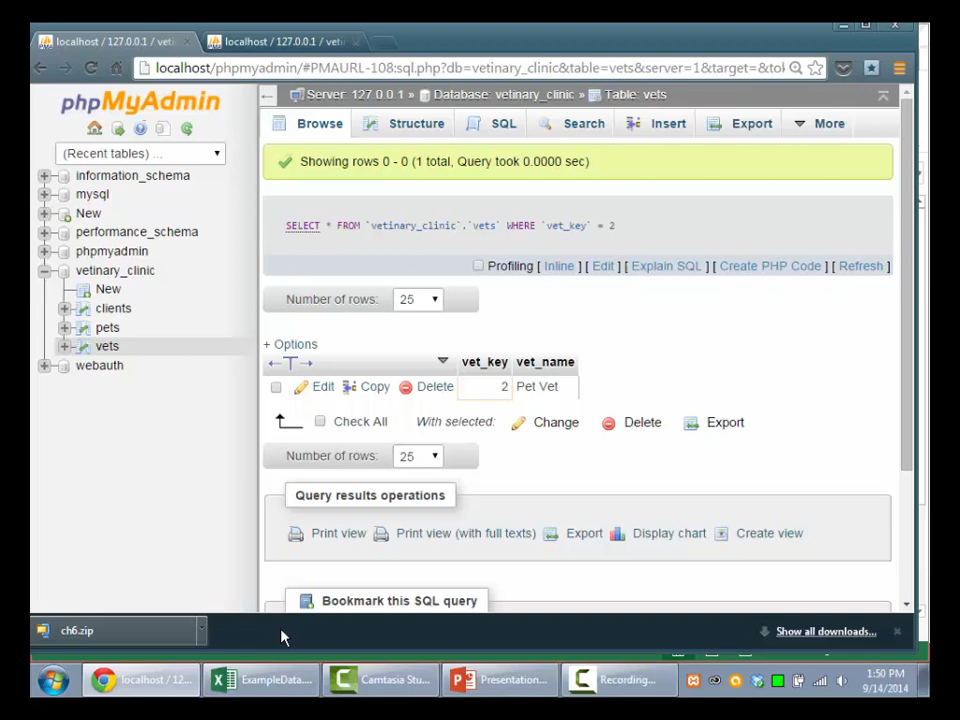 localhost / 127.0.0.1 / veti
localhost / 127.0.0.1 / veti
localhost/phpmyadmin/#PMAURL-108:sql.php?db=vetinary_clinic&table=vets&server=1&target=&tok
phpMyAdmin
(Recent tables) ...
information_schema
mysql
New
performance_schema
phpmyadmin
vetinary_clinic
New
clients
pets
vets
webauth
Server: 127.0.0.1 » Database: vetinary_clinic » Table: vets
Browse Structure SQL Search Insert Export More
Showing rows 0 - 0 (1 total, Query took 0.0000 sec)
SELECT * FROM `vetinary_clinic`.`vets` WHERE `vet_key` = 2
Profiling [ Inline ] [ Edit ] [ Explain SQL ] [ Create PHP Code ] [ Refresh ]
Number of rows: 25
+ Options
←T→ vet_key vet_name
Edit Copy Delete 2 Pet Vet
Check All With selected: Change Delete Export
Number of rows: 25
Query results operations
Print view Print view (with full texts) Export Display chart Create view
Bookmark this SQL query
ch6.zip
Show all downloads...
localhost / 12... ExampleData.... Camtasia Stu... Presentation... Recording...
1:50 PM
9/14/2014